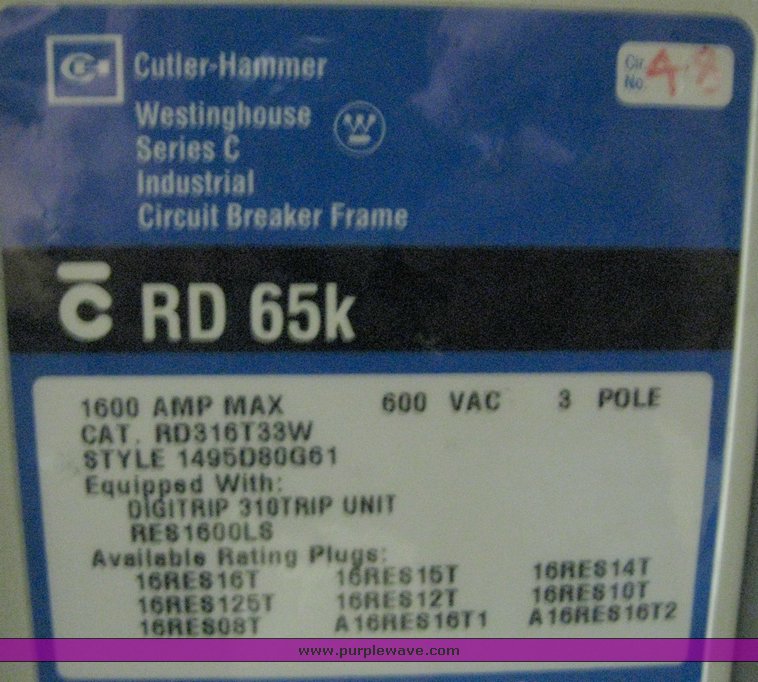 Cutler-Hammer
Cir. No. 4.8
Westinghouse
Series C
Industrial
Circuit Breaker Frame
C RD 65k
1600 AMP MAX 600 VAC 3 POLE
CAT. RD316T33W
STYLE 1495D80G61
Equipped With:
DIGITRIP 310TRIP UNIT
RES1600LS
Available Rating Plugs:
16RES16T 16RES15T 16RES14T
16RES125T 16RES12T 16RES10T
16RES08T A16RES16T1 A16RES16T2
www.purplewave.com